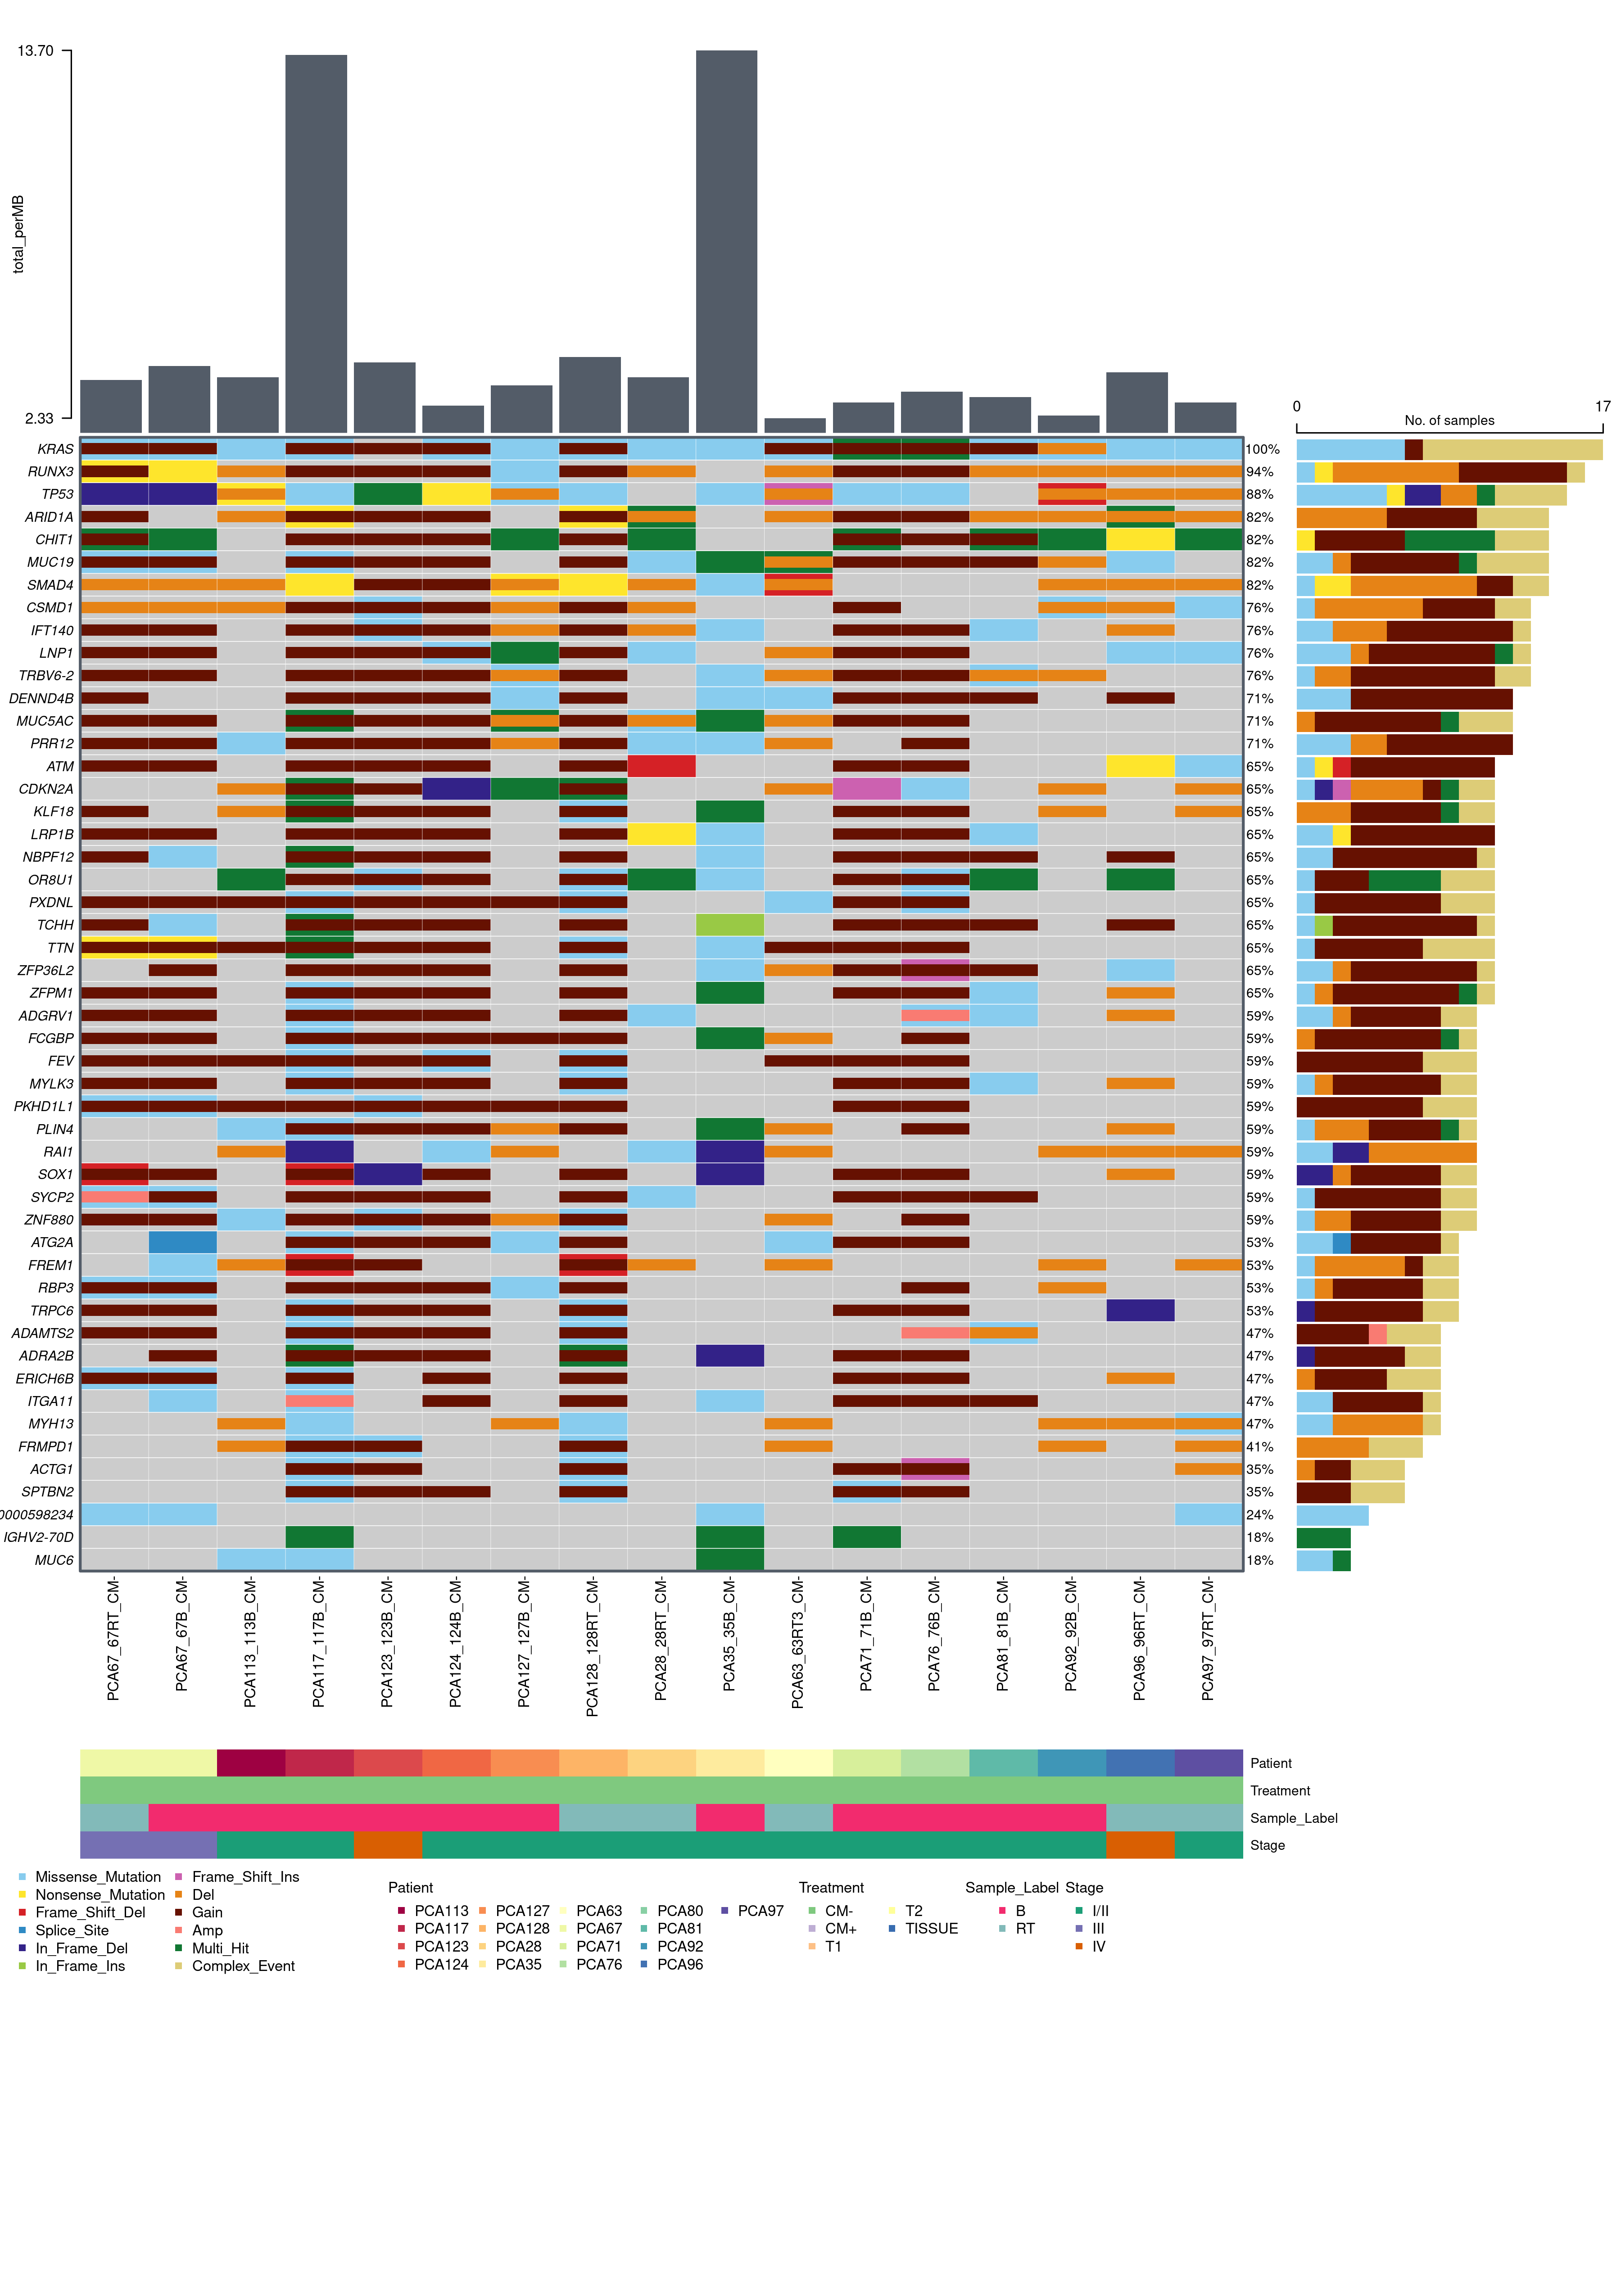 13.70
total_perMB
2.33
0 17
No. of samples
KRAS 100%
RUNX3 94%
TP53 88%
ARID1A 82%
CHIT1 82%
MUC19 82%
SMAD4 82%
CSMD1 76%
IFT140 76%
LNP1 76%
TRBV6-2 76%
DENND4B 71%
MUC5AC 71%
PRR12 71%
ATM 65%
CDKN2A 65%
KLF18 65%
LRP1B 65%
NBPF12 65%
OR8U1 65%
PXDNL 65%
TCHH 65%
TTN 65%
ZFP36L2 65%
ZFPM1 65%
ADGRV1 59%
FCGBP 59%
FEV 59%
MYLK3 59%
PKHD1L1 59%
PLIN4 59%
RAI1 59%
SOX1 59%
SYCP2 59%
ZNF880 59%
ATG2A 53%
FREM1 53%
RBP3 53%
TRPC6 53%
ADAMTS2 47%
ADRA2B 47%
ERICH6B 47%
ITGA11 47%
MYH13 47%
FRMPD1 41%
ACTG1 35%
SPTBN2 35%
0000598234 24%
IGHV2-70D 18%
MUC6 18%
PCA67_67RT_CM-
PCA67_67B_CM-
PCA113_113B_CM-
PCA117_117B_CM-
PCA123_123B_CM-
PCA124_124B_CM-
PCA127_127B_CM-
PCA128_128RT_CM-
PCA28_28RT_CM-
PCA35_35B_CM-
PCA63_63RT3_CM-
PCA71_71B_CM-
PCA76_76B_CM-
PCA81_81B_CM-
PCA92_92B_CM-
PCA96_96RT_CM-
PCA97_97RT_CM-
Patient
Treatment
Sample_Label
Stage
Missense_Mutation
Nonsense_Mutation
Frame_Shift_Del
Splice_Site
In_Frame_Del
In_Frame_Ins
Frame_Shift_Ins
Del
Gain
Amp
Multi_Hit
Complex_Event
Patient
PCA113 PCA127 PCA63 PCA80 PCA97
PCA117 PCA128 PCA67 PCA81
PCA123 PCA28 PCA71 PCA92
PCA124 PCA35 PCA76 PCA96
Treatment
CM- T2
CM+ TISSUE
T1
Sample_Label
B
RT
Stage
I/II
III
IV